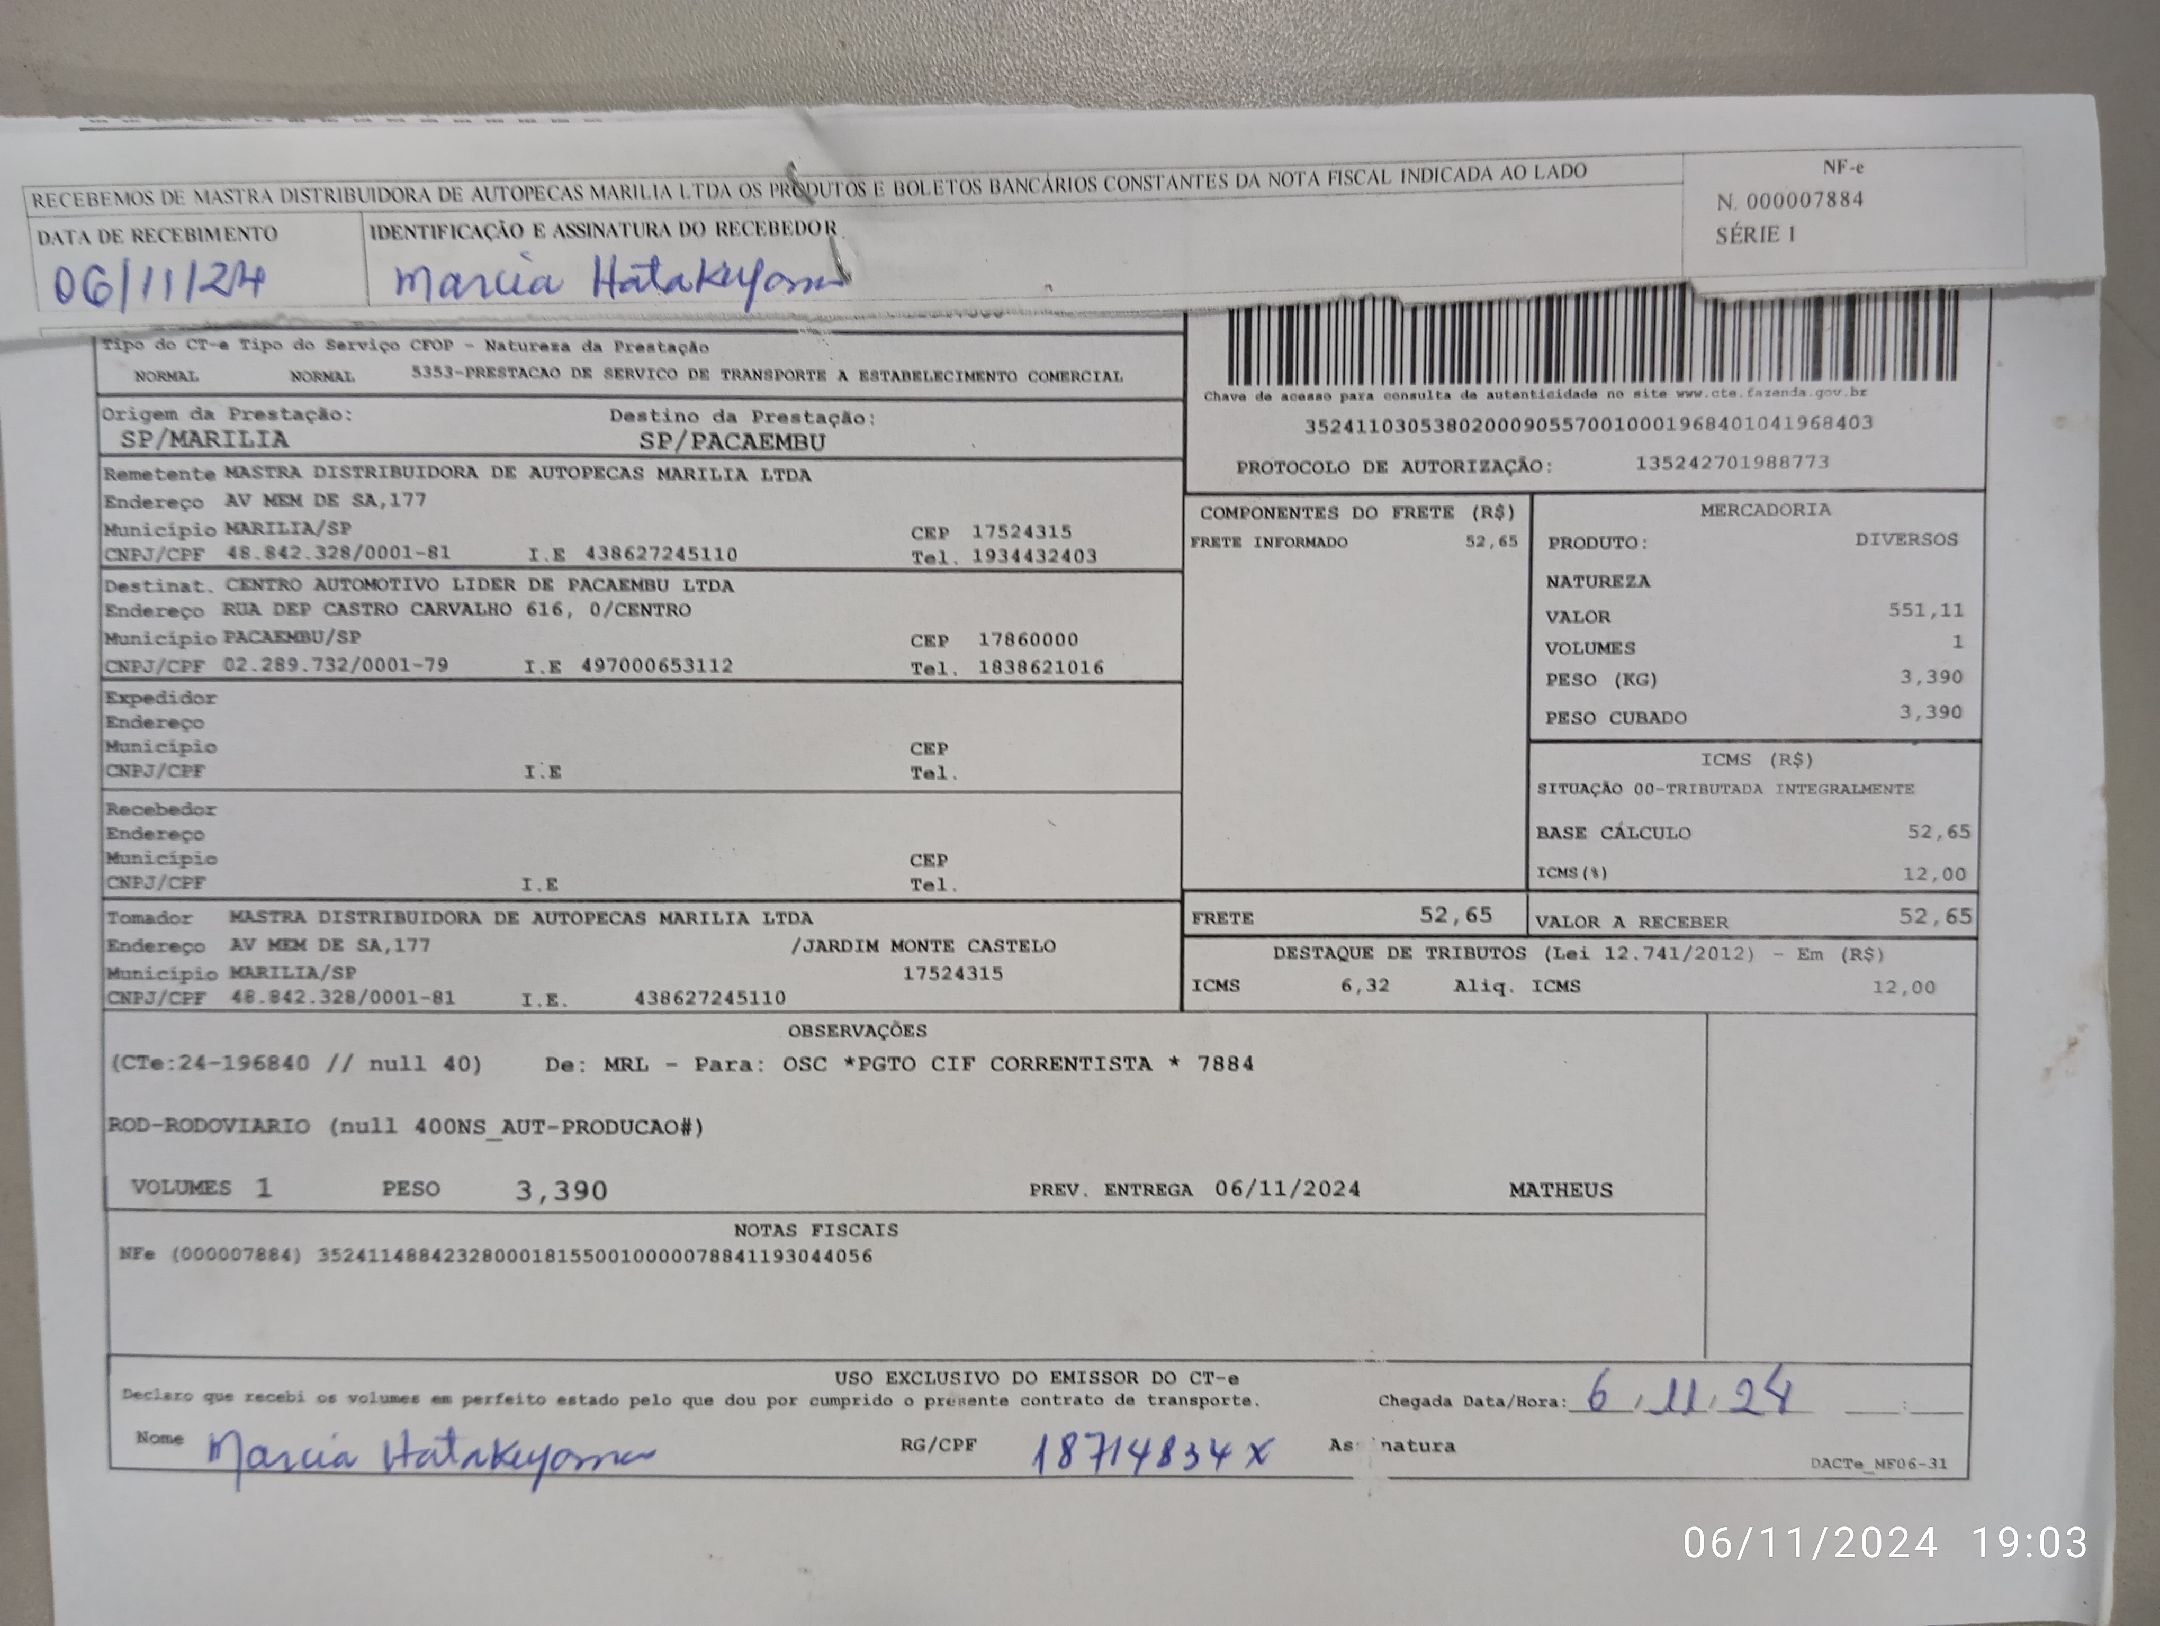 RECEBEMOS DE MASTRA DISTRIBUIDORA DE AUTOPECAS MARILIA LTDA OS PRODUTOS E BOLETOS BANCÁRIOS CONSTANTES DA NOTA FISCAL INDICADA AO LADO
NF-e
N. 000007884
SÉRIE 1
DATA DE RECEBIMENTO
IDENTIFICAÇÃO E ASSINATURA DO RECEBEDOR
06/11/24
Marcia Hatakeyama
Tipo do CT-e Tipo do Serviço CFOP - Natureza da Prestação
NORMAL NORMAL 5353-PRESTACAO DE SERVICO DE TRANSPORTE A ESTABELECIMENTO COMERCIAL
Chave de acesso para consulta de autenticidade no site www.cte.fazenda.gov.br
35241103053802000905570010001968401041968403
PROTOCOLO DE AUTORIZAÇÃO: 135242701988773
Origem da Prestação: Destino da Prestação:
SP/MARILIA SP/PACAEMBU
Remetente MASTRA DISTRIBUIDORA DE AUTOPECAS MARILIA LTDA
Endereço AV MEM DE SA,177
Município MARILIA/SP CEP 17524315
CNPJ/CPF 48.842.328/0001-81 I.E 438627245110 Tel. 1934432403
Destinat. CENTRO AUTOMOTIVO LIDER DE PACAEMBU LTDA
Endereço RUA DEP CASTRO CARVALHO 616, 0/CENTRO
Município PACAEMBU/SP CEP 17860000
CNPJ/CPF 02.289.732/0001-79 I.E 497000653112 Tel. 1838621016
Expedidor
Endereço
Município CEP
CNPJ/CPF I.E Tel.
Recebedor
Endereço
Município CEP
CNPJ/CPF I.E Tel.
Tomador MASTRA DISTRIBUIDORA DE AUTOPECAS MARILIA LTDA
Endereço AV MEM DE SA,177 /JARDIM MONTE CASTELO
Município MARILIA/SP 17524315
CNPJ/CPF 48.842.328/0001-81 I.E. 438627245110
COMPONENTES DO FRETE (R$)
FRETE INFORMADO 52,65
MERCADORIA
PRODUTO: DIVERSOS
NATUREZA
VALOR 551,11
VOLUMES 1
PESO (KG) 3,390
PESO CUBADO 3,390
ICMS (R$)
SITUAÇÃO 00-TRIBUTADA INTEGRALMENTE
BASE CÁLCULO 52,65
ICMS(%) 12,00
FRETE 52,65 VALOR A RECEBER 52,65
DESTAQUE DE TRIBUTOS (Lei 12.741/2012) - Em (R$)
ICMS 6,32 Aliq. ICMS 12,00
OBSERVAÇÕES
(CTe:24-196840 // null 40) De: MRL - Para: OSC *PGTO CIF CORRENTISTA * 7884
ROD-RODOVIARIO (null 400NS_AUT-PRODUCAO#)
VOLUMES 1 PESO 3,390 PREV. ENTREGA 06/11/2024 MATHEUS
NOTAS FISCAIS
NFe (000007884) 35241148842328000181550010000078841193044056
USO EXCLUSIVO DO EMISSOR DO CT-e
Declaro que recebi os volumes em perfeito estado pelo que dou por cumprido o presente contrato de transporte. Chegada Data/Hora: 6/11/24 :
Nome Marcia Hatakeyama RG/CPF 18714834x Assinatura
DACTe_MF06-31
06/11/2024 19:03